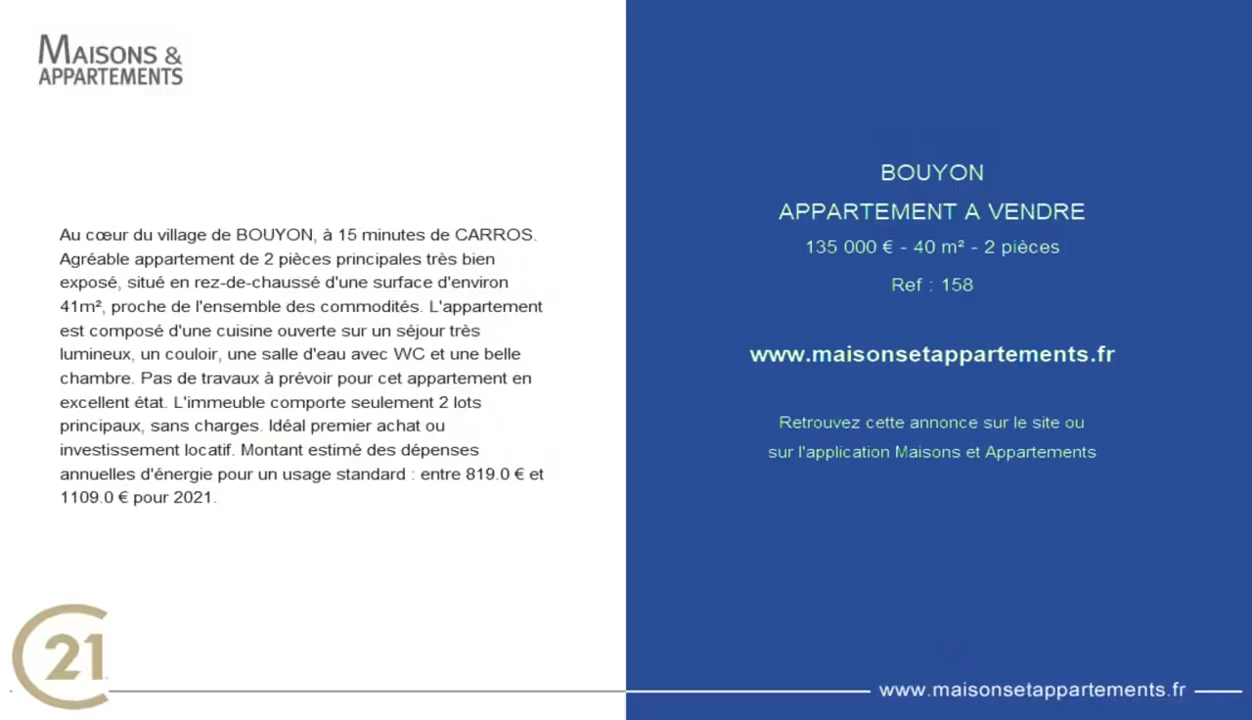 MAISONS &
APPARTEMENTS
Au cœur du village de BOUYON, à 15 minutes de CARROS.
Agréable appartement de 2 pièces principales très bien
exposé, situé en rez-de-chaussé d'une surface d'environ
41m², proche de l'ensemble des commodités. L'appartement
est composé d'une cuisine ouverte sur un séjour très
lumineux, un couloir, une salle d'eau avec WC et une belle
chambre. Pas de travaux à prévoir pour cet appartement en
excellent état. L'immeuble comporte seulement 2 lots
principaux, sans charges. Idéal premier achat ou
investissement locatif. Montant estimé des dépenses
annuelles d'énergie pour un usage standard : entre 819.0 € et
1109.0 € pour 2021.
C21
BOUYON
APPARTEMENT A VENDRE
135 000 € - 40 m² - 2 pièces
Ref : 158
www.maisonsetappartements.fr
Retrouvez cette annonce sur le site ou
sur l'application Maisons et Appartements
www.maisonsetappartements.fr